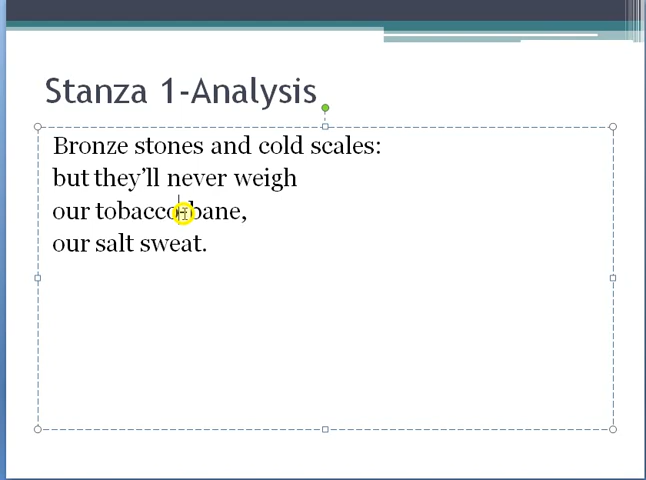 Stanza 1-Analysis
Bronze stones and cold scales:
but they’ll never weigh
our tobacco-bane,
our salt sweat.